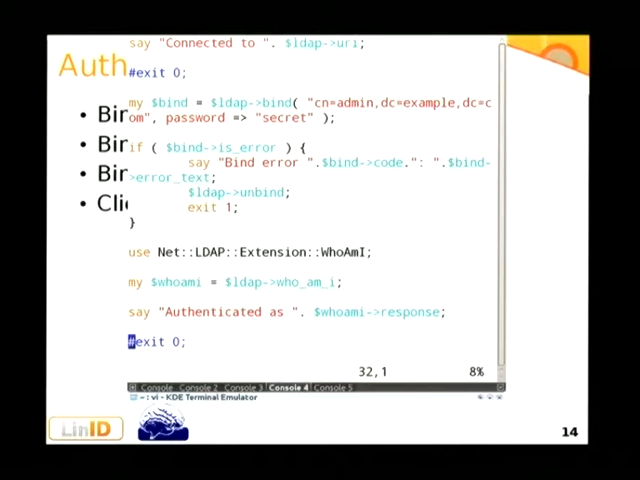 say "Connected to ". $ldap->uri;
Auth
#exit 0;
my $bind = $ldap->bind( "cn=admin,dc=example,dc=c
om", password => "secret" );
• Bin
• Bin
if ( $bind->is_error ) {
say "Bind error ".$bind->code.": ".$bind-
>error_text;
• Bin
$ldap->unbind;
• Clie
exit 1;
}
use Net::LDAP::Extension::WhoAmI;
my $whoami = $ldap->who_am_i;
say "Authenticated as ". $whoami->response;
#exit 0;
32,1 8%
Console Console 2 Console 3 Console 4 Console 5
~ : vi - KDE Terminal Emulator
LinID
14